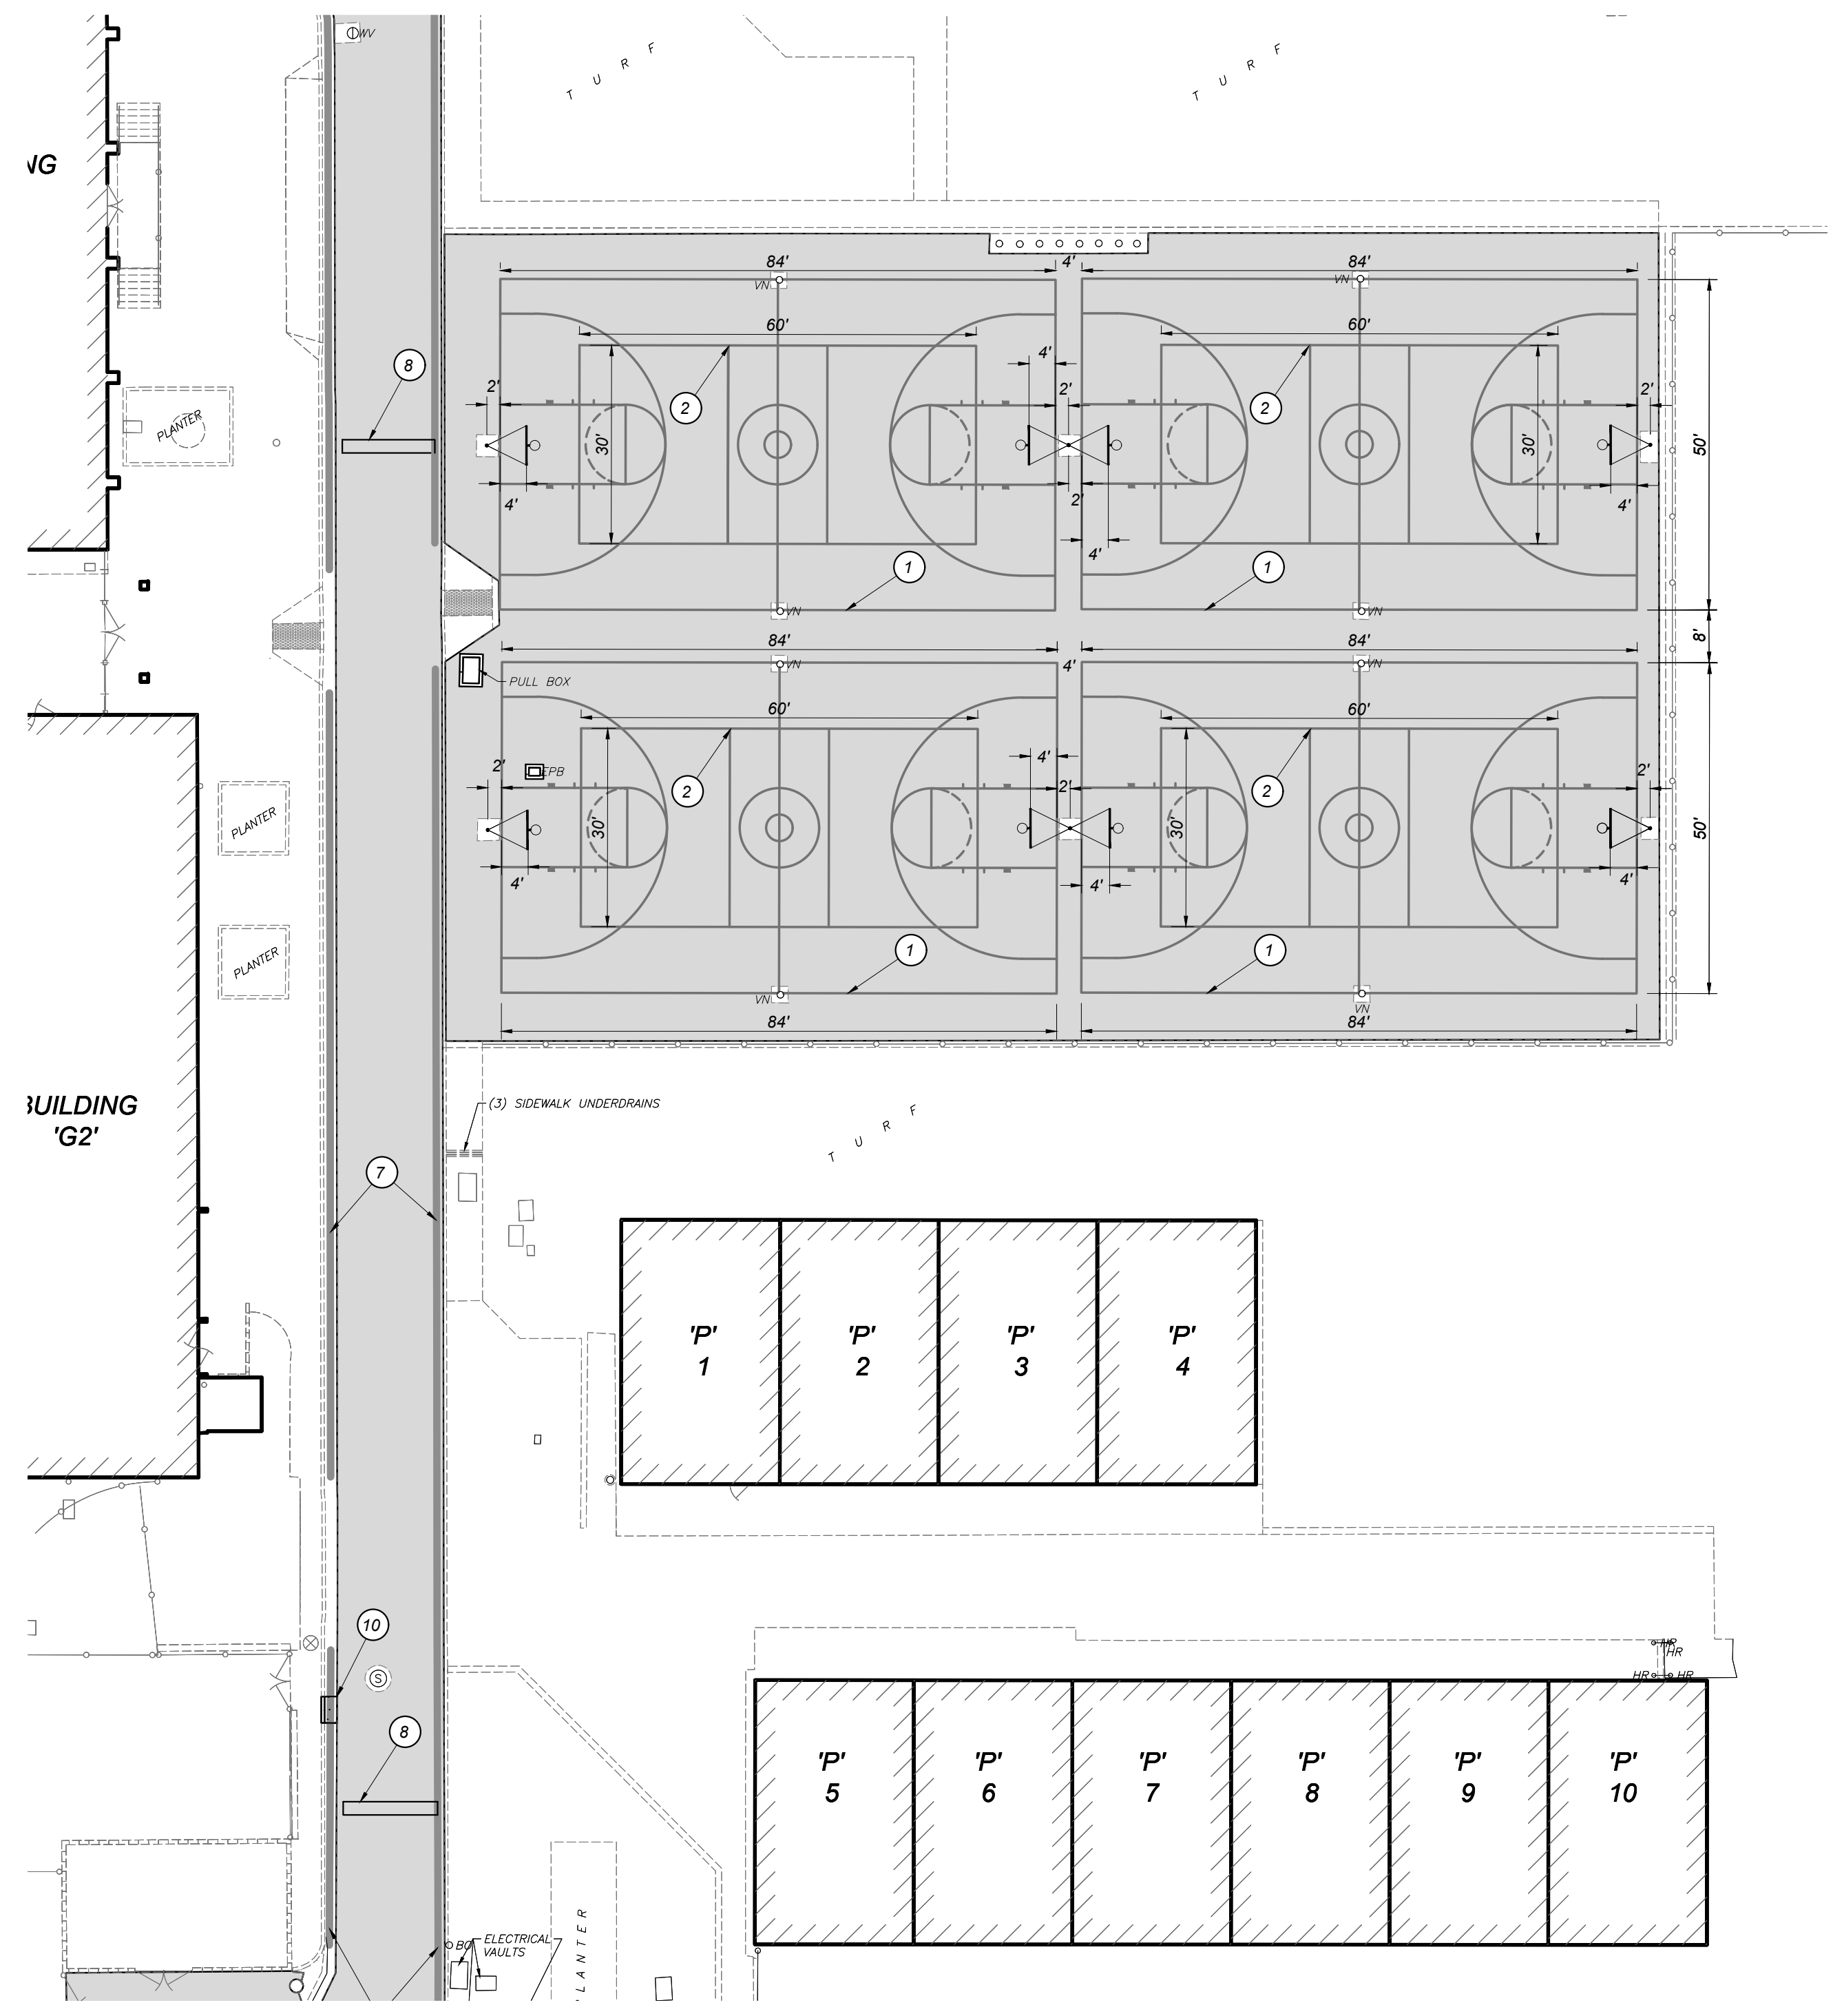 WV
T U R F
T U R F
NG
84'
4'
84'
VN
VN
60'
60'
8
4'
2'
2'
2'
2
2
PLANTER
30'
30'
50'
4'
2'
4'
4'
1
1
VN
VN
8'
84'
84'
4'
VN
VN
PULL BOX
60'
60'
4'
2'
2'
2'
EPB
2
2
PLANTER
30'
30'
50'
4'
4'
4'
1
1
PLANTER
VN
VN
84'
84'
BUILDING
'G2'
(3) SIDEWALK UNDERDRAINS
T U R F
7
'P'
1
'P'
2
'P'
3
'P'
4
10
HR
HR
HR
HR
S
8
'P'
5
'P'
6
'P'
7
'P'
8
'P'
9
'P'
10
ELECTRICAL
VAULTS
PLANTER